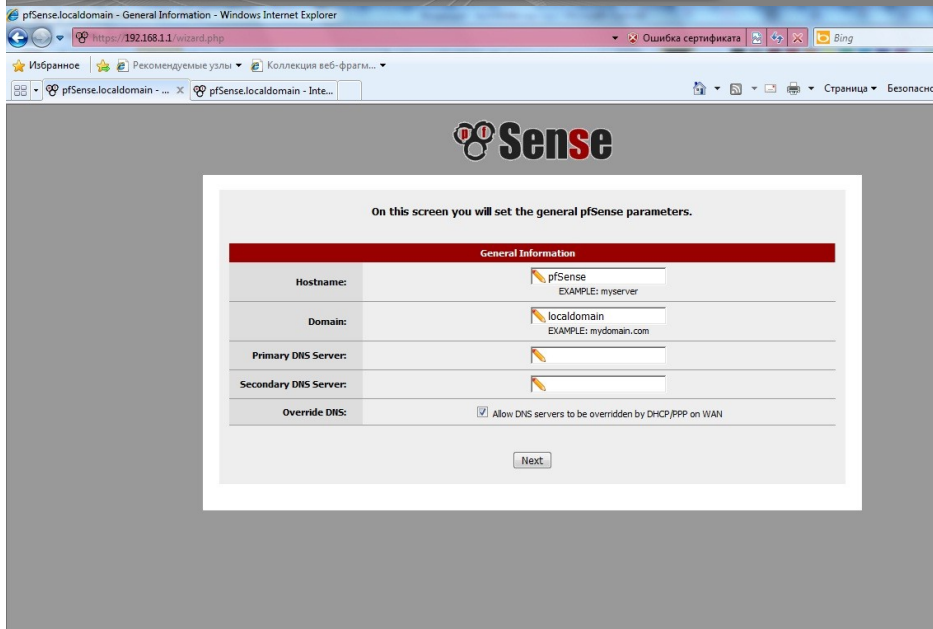 pfSense.localdomain - General Information - Windows Internet Explorer
https://192.168.1.1/wizard.php
Ошибка сертификата
Bing
Избранное
Рекомендуемые узлы
Коллекция веб-фрагм...
pfSense.localdomain - ...
pfSense.localdomain - Inte...
Страница
Безопасно
pf Sense
On this screen you will set the general pfSense parameters.
General Information
Hostname:
pfSense
EXAMPLE: myserver
Domain:
localdomain
EXAMPLE: mydomain.com
Primary DNS Server:
Secondary DNS Server:
Override DNS:
Allow DNS servers to be overridden by DHCP/PPP on WAN
Next